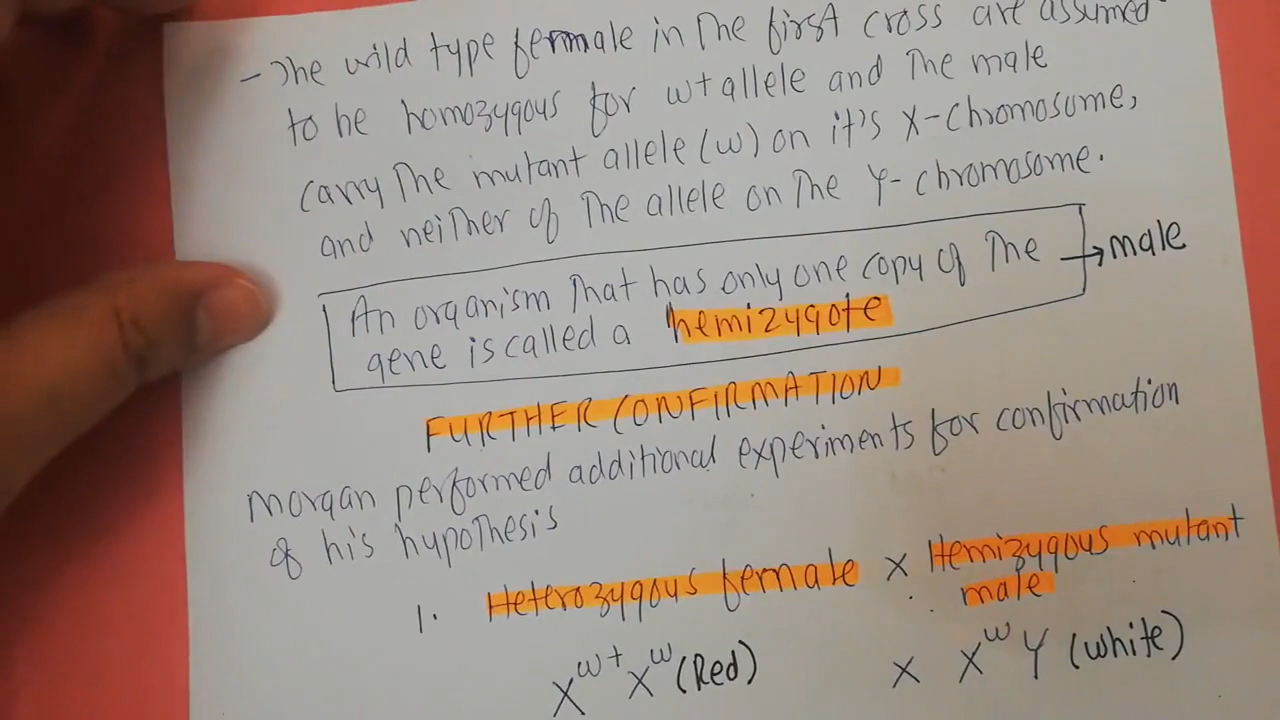 - The wild type female in The first cross are assumed
to be homozygous for w+ allele and The male
carry The mutant allele (w) on it's X-chromosome,
and neither of The allele on The Y-chromosome.
An organism That has only one copy of The → male
gene is called a hemizygote
FURTHER CONFIRMATION
Morgan performed additional experiments for confirmation
of his hypothesis
1. Heterozygous female x Hemizygous mutant
male
X^w+ X^w (Red) x X^w Y (white)